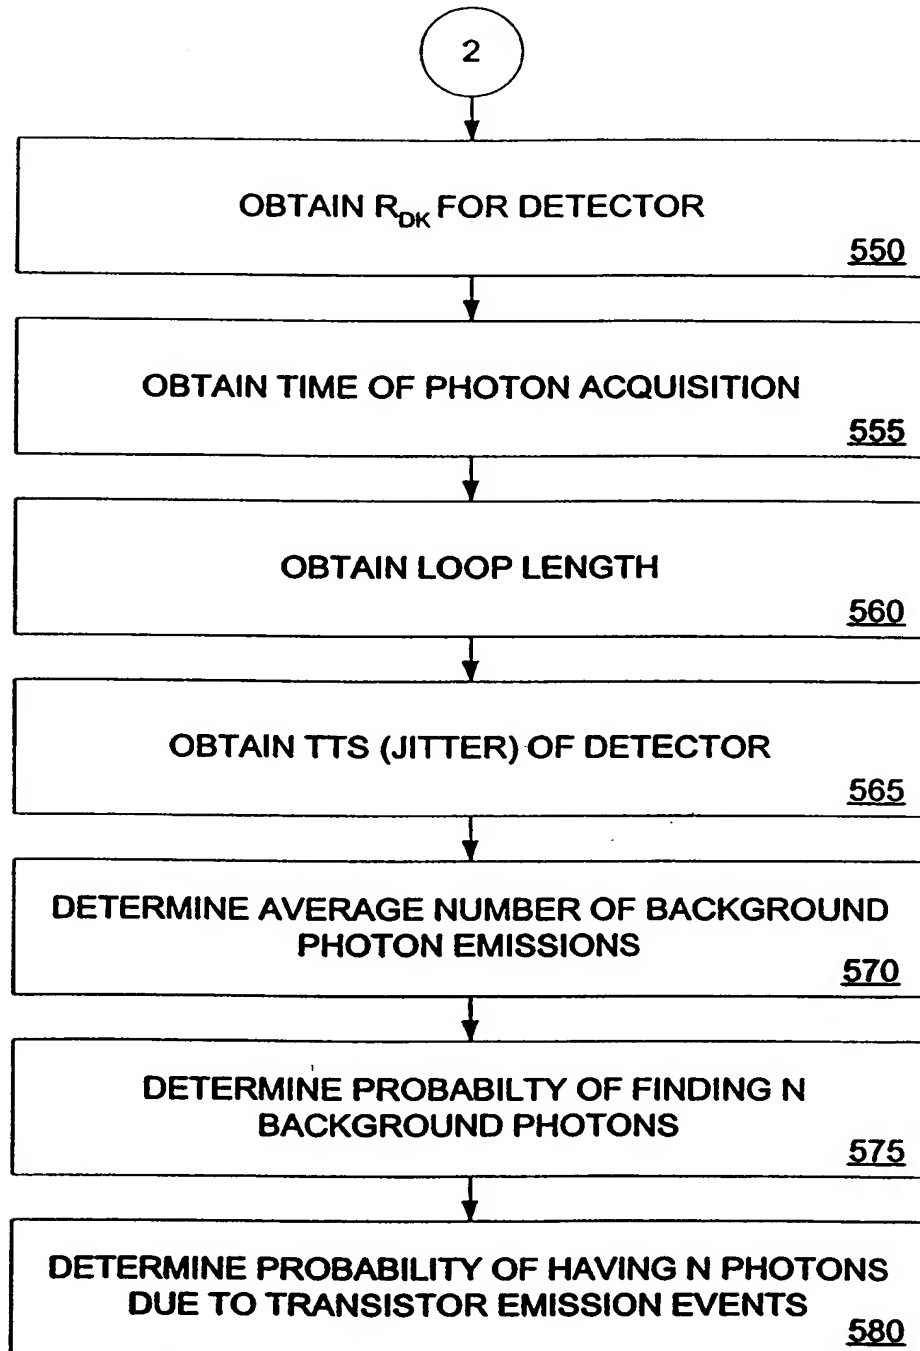 2
OBTAIN R_DK FOR DETECTOR
550
OBTAIN TIME OF PHOTON ACQUISITION
555
OBTAIN LOOP LENGTH
560
OBTAIN TTS (JITTER) OF DETECTOR
565
DETERMINE AVERAGE NUMBER OF BACKGROUND
PHOTON EMISSIONS
570
DETERMINE PROBABILTY OF FINDING N
BACKGROUND PHOTONS
575
DETERMINE PROBABILITY OF HAVING N PHOTONS
DUE TO TRANSISTOR EMISSION EVENTS
580